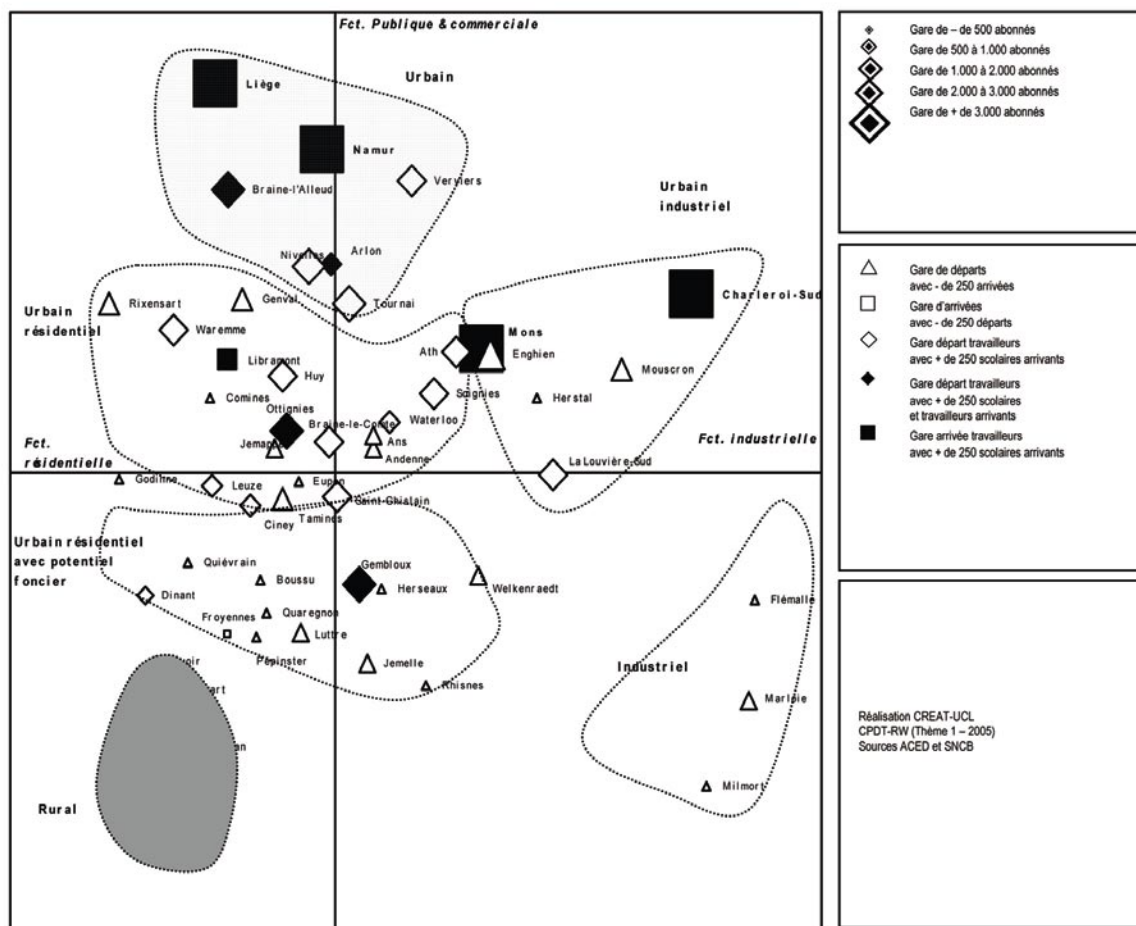 Fct. Publique & commerciale
Urbain
Liège
Namur
Verviers
Braine-l'Alleud
Urbain
industriel
Nivelles
Arlon
Rixensart
Genval
Tournai
Charleroi-Sud
Urbain
résidentiel
Waremme
Mons
Ath
Enghien
Libramont
Huy
Mouscron
Comines
Soignies
Herstal
Ottignies
Braine-le-Comte
Waterloo
Fct.
résidentielle
Ans
Andenne
Fct. industrielle
La Louvière-Sud
Godinne
Leuze
Eupen
Saint-Ghislain
Tamines
Ciney
Urbain résidentiel
avec potentiel
foncier
Quiévrain
Boussu
Gembloux
Herseaux
Welkenraedt
Dinant
Flémalle
Froyennes
Quaregnon
Luttre
Pépinster
Jemelle
Rhisnes
Industriel
Marloie
Milmort
Rural
Gare de – de 500 abonnés
Gare de 500 à 1.000 abonnés
Gare de 1.000 à 2.000 abonnés
Gare de 2.000 à 3.000 abonnés
Gare de + de 3.000 abonnés
Gare de départs
avec - de 250 arrivées
Gare d'arrivées
avec - de 250 départs
Gare départ travailleurs
avec + de 250 scolaires arrivants
Gare départ travailleurs
avec + de 250 scolaires
et travailleurs arrivants
Gare arrivée travailleurs
avec + de 250 scolaires arrivants
Réalisation CREAT-UCL
CPDT-RW (Thème 1 – 2005)
Sources ACED et SNCB